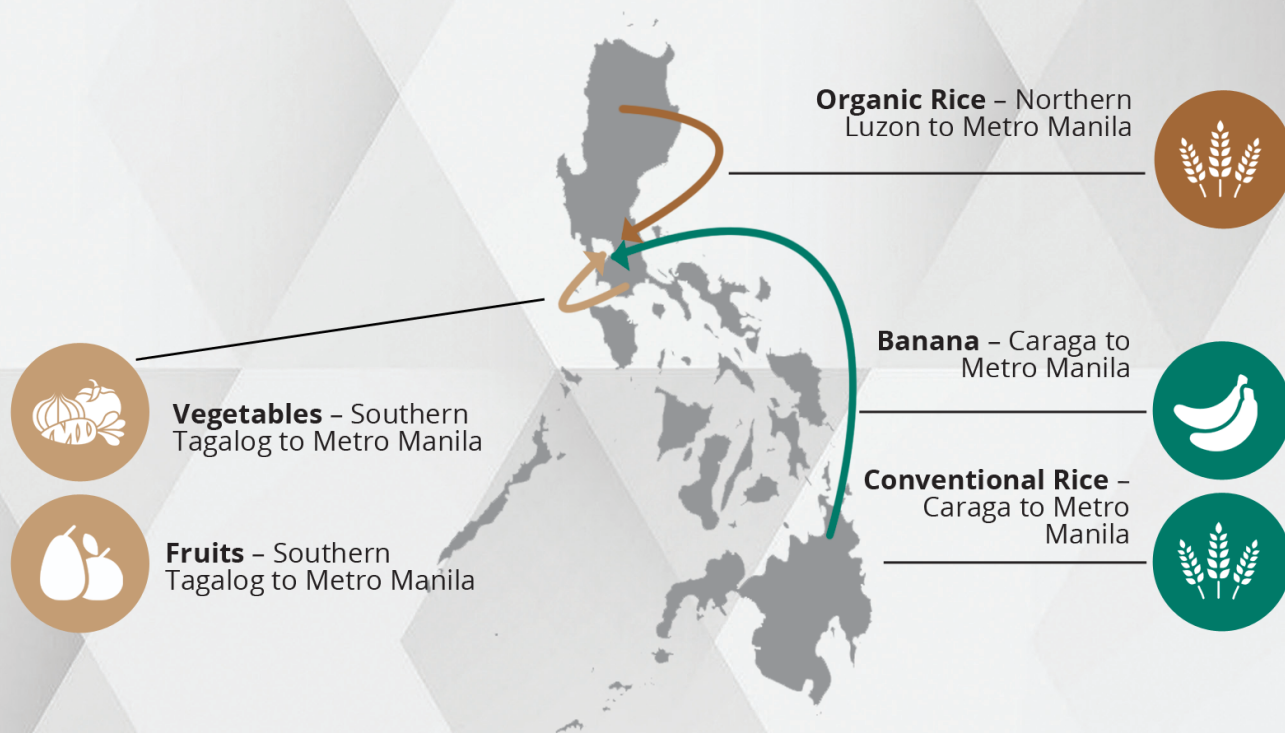 Organic Rice – Northern
Luzon to Metro Manila
Banana – Caraga to
Metro Manila
Conventional Rice –
Caraga to Metro
Manila
Vegetables – Southern
Tagalog to Metro Manila
Fruits – Southern
Tagalog to Metro Manila